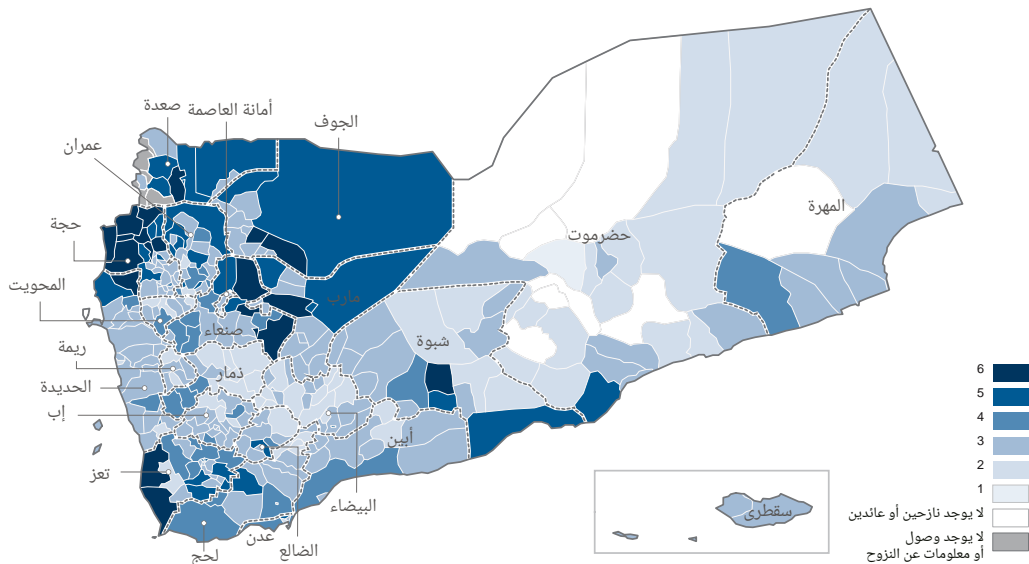 صعدة
أمانة العاصمة
الجوف
عمران
حجة
المحويت
ريمة
الحديدة
إب
تعز
لحج
عدن
الضالع
البيضاء
أبين
شبوة
مارب
صنعاء
ذمار
حضرموت
المهرة
سقطرى
6
5
4
3
2
1
لا يوجد نازحين أو عائدين
لا يوجد وصول
أو معلومات عن النزوح